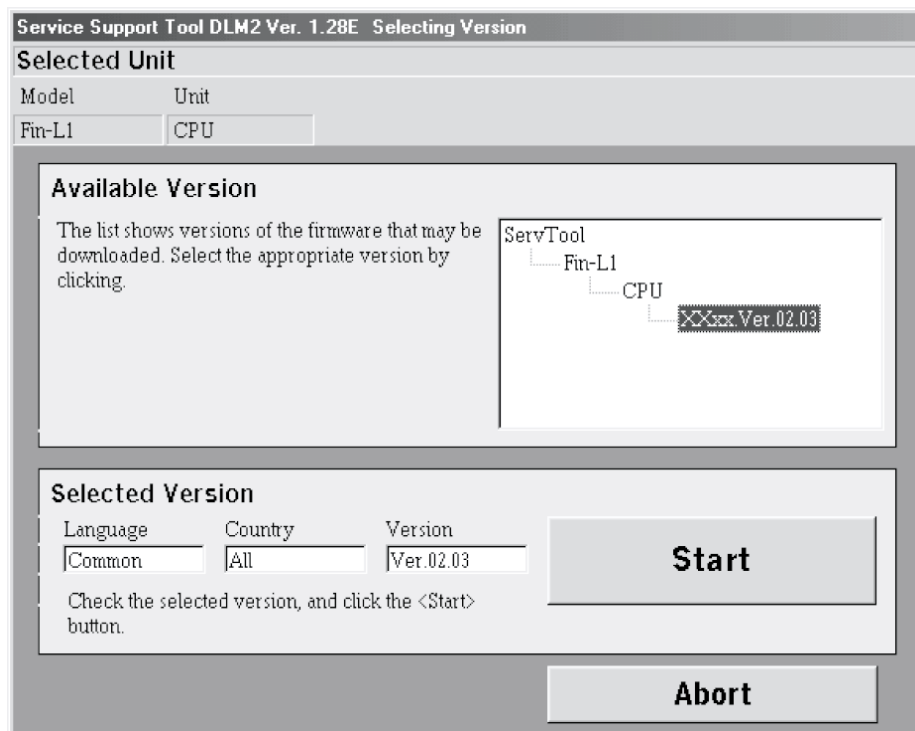 Service Support Tool DLM2 Ver. 1.28E Selecting Version
Selected Unit
Model Unit
Fin-L1 CPU
Available Version
The list shows versions of the firmware that may be
downloaded. Select the appropriate version by
clicking.
ServTool
Fin-L1
CPU
XXxx.Ver.02.03
Selected Version
Language Country Version
Common All Ver.02.03
Check the selected version, and click the <Start>
button.
Start
Abort